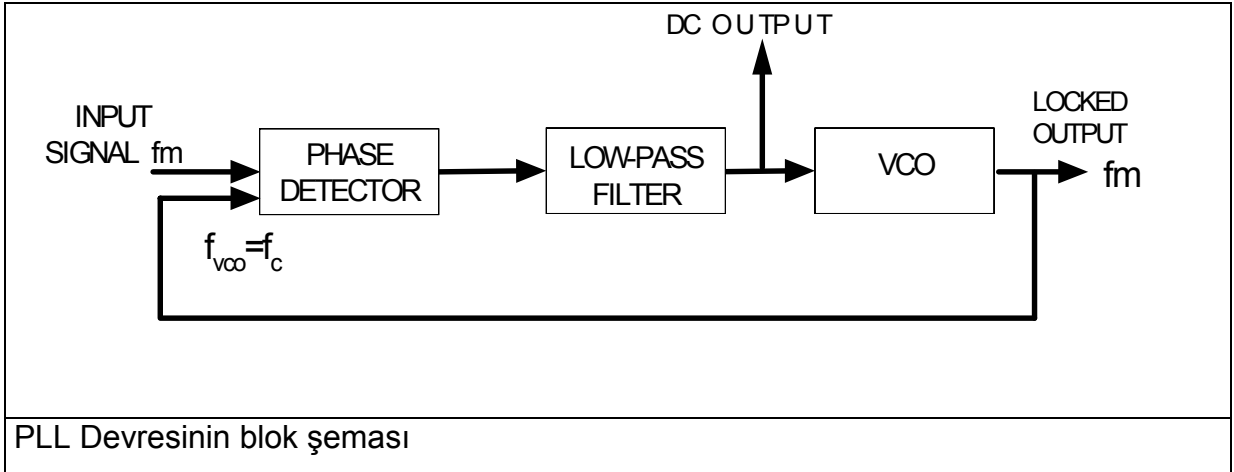 DC OUTPUT
INPUT
SIGNAL fm
PHASE
DETECTOR
LOW-PASS
FILTER
VCO
LOCKED
OUTPUT
fm
fvco=fc
PLL Devresinin blok şeması